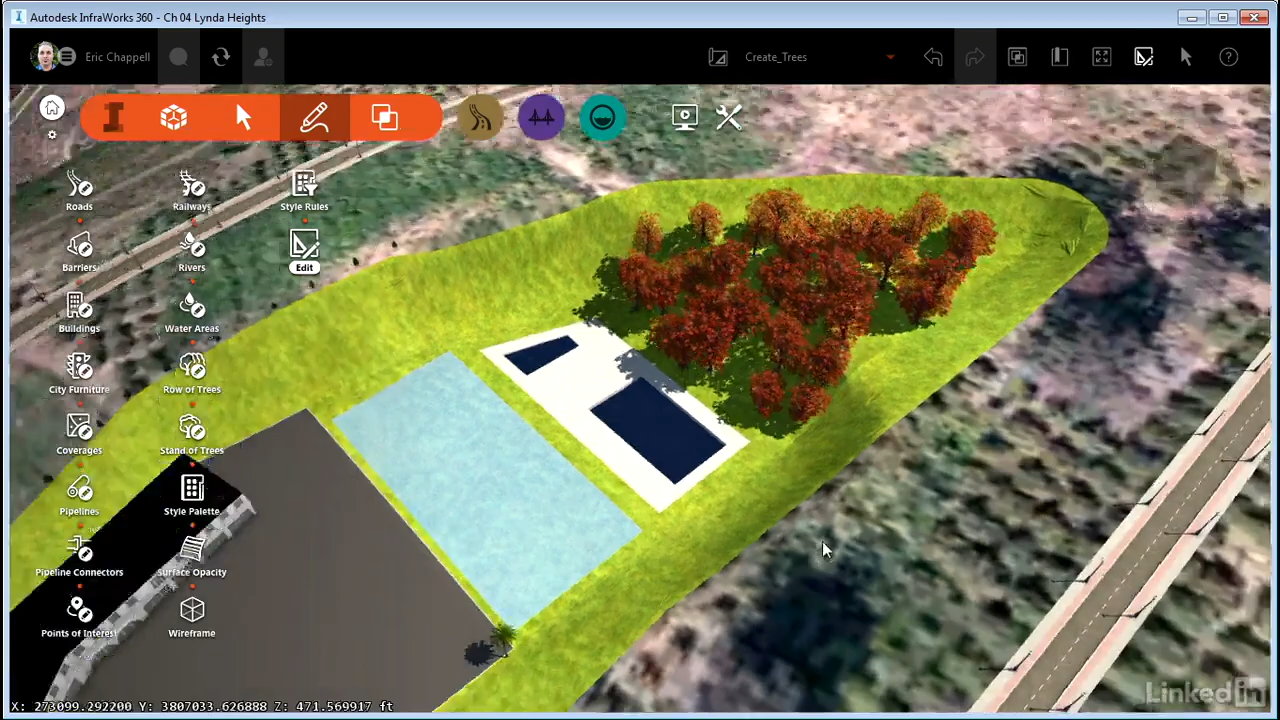 Autodesk InfraWorks 360 - Ch 04 Lynda Heights
Eric Chappell
Create_Trees
Roads
Railways
Style Rules
Barriers
Rivers
Edit
Buildings
Water Areas
City Furniture
Row of Trees
Coverages
Stand of Trees
Pipelines
Style Palette
Pipeline Connectors
Surface Opacity
Points of Interest
Wireframe
X: 273099.292200 Y: 3807033.626888 Z: 471.569917 ft
Linked in